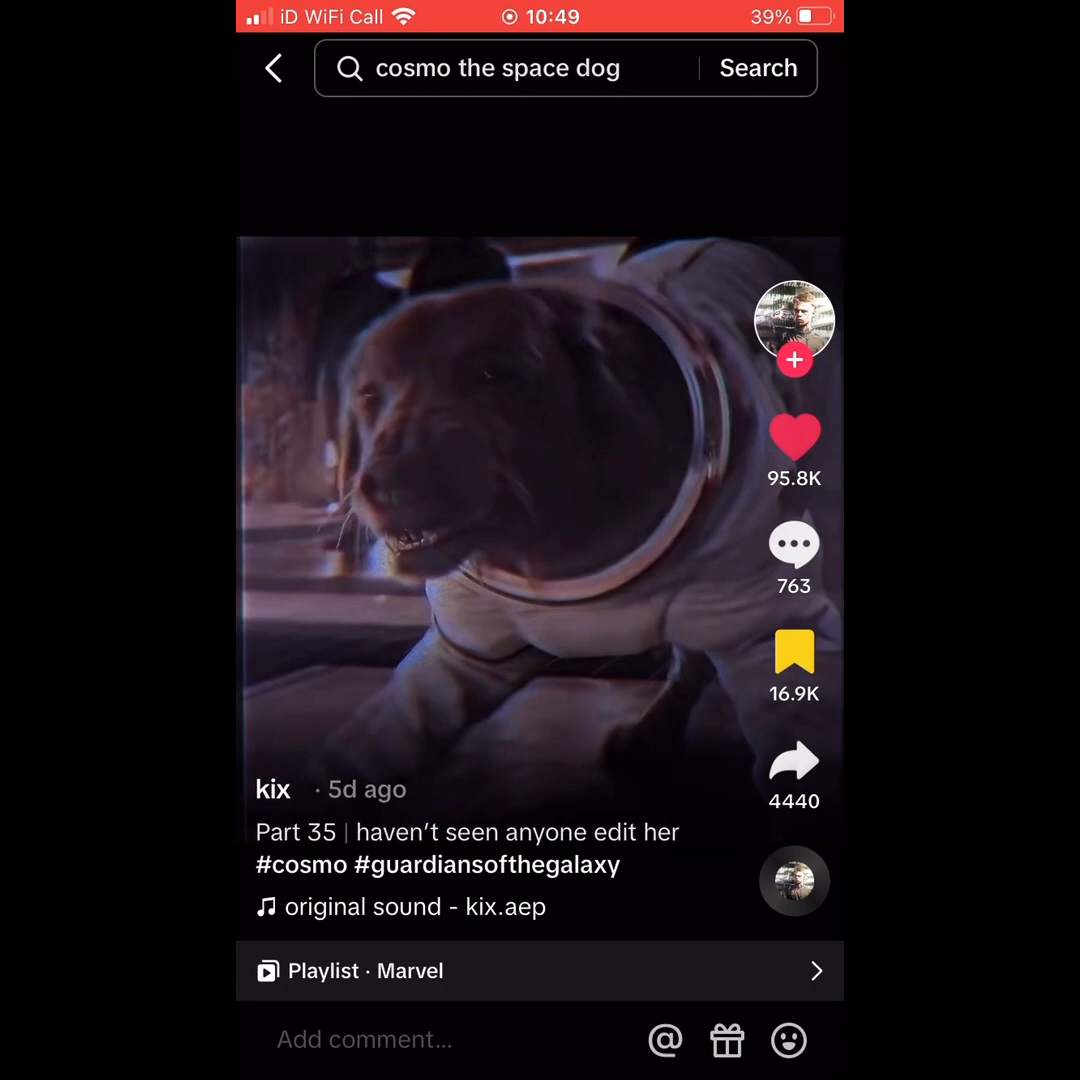 iD WiFi Call 10:49 39%
cosmo the space dog Search
95.8K
763
16.9K
4440
kix · 5d ago
Part 35 | haven’t seen anyone edit her
#cosmo #guardiansofthegalaxy
original sound - kix.aep
Playlist · Marvel
Add comment...